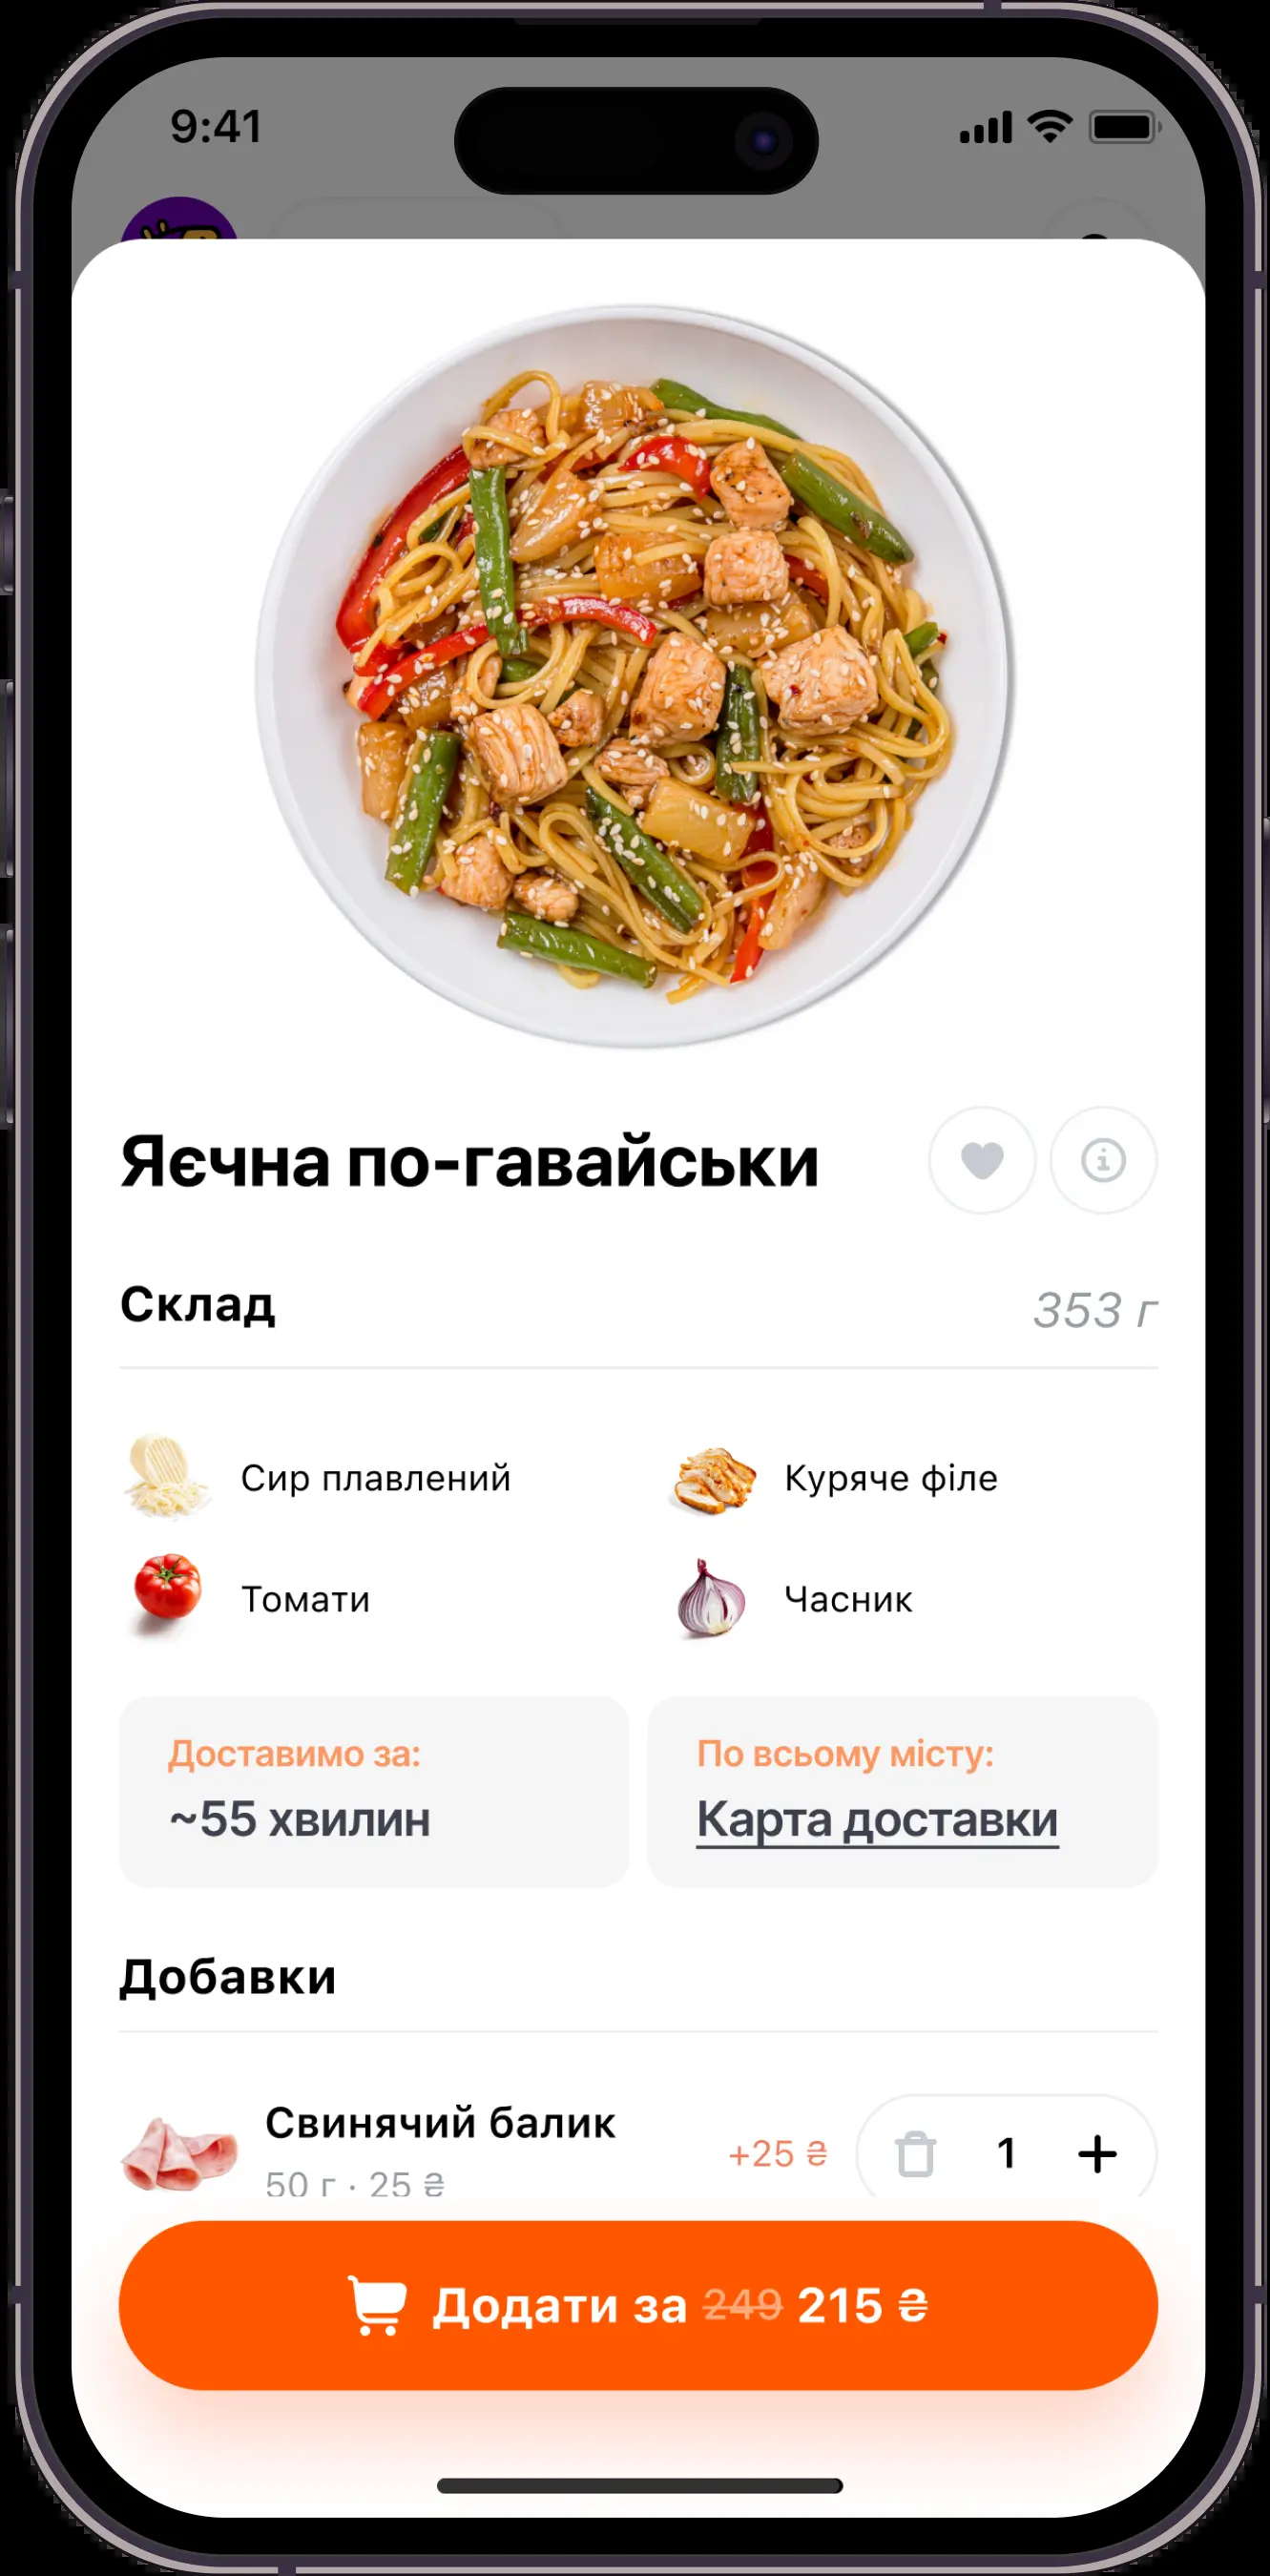 9:41
Яєчна по-гавайськи
Склад
353 г
Сир плавлений
Куряче філе
Томати
Часник
Доставимо за:
~55 хвилин
По всьому місту:
Карта доставки
Добавки
Свинячий балик
50 г · 25 ₴
+25 ₴
1
Додати за 249 215 ₴